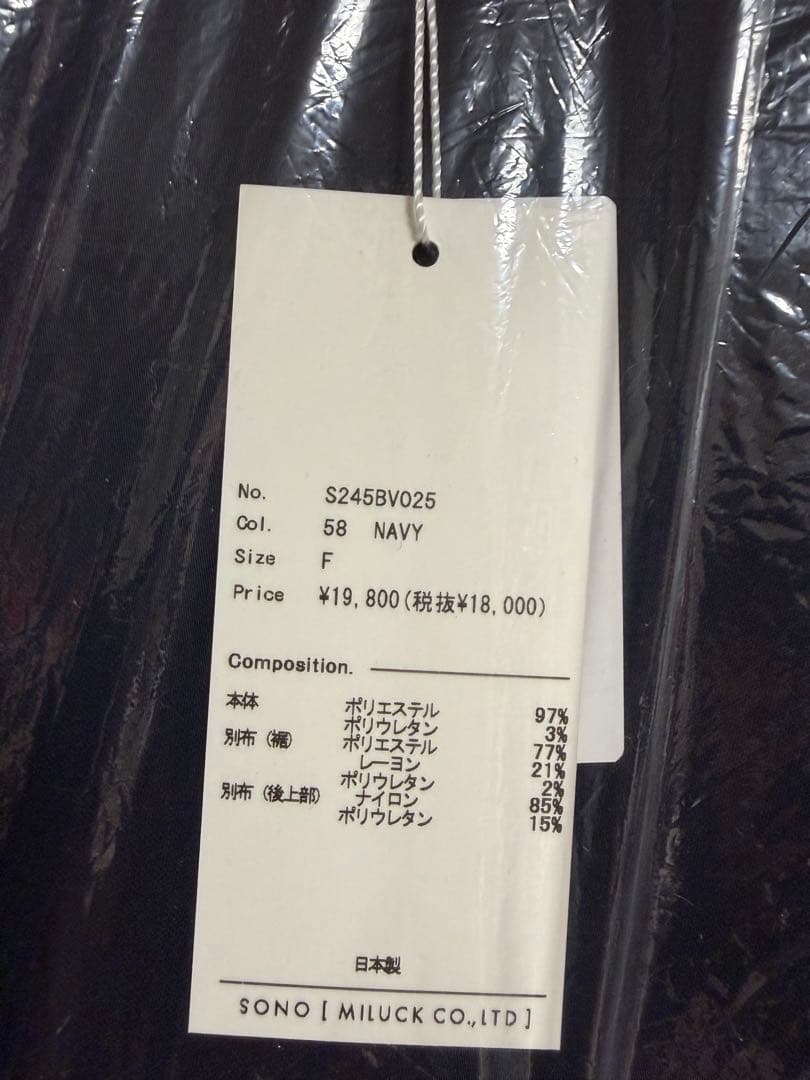 No. S245BV025
Col. 58 NAVY
Size F
Price ¥19,800(税抜¥18,000)
Composition.
本体 ポリエステル 97%
ポリウレタン 3%
別布(裾) ポリエステル 77%
レーヨン 21%
ポリウレタン 2%
別布(後上部) ナイロン 85%
ポリウレタン 15%
日本製
SONO [ MILUCK CO.,LTD ]